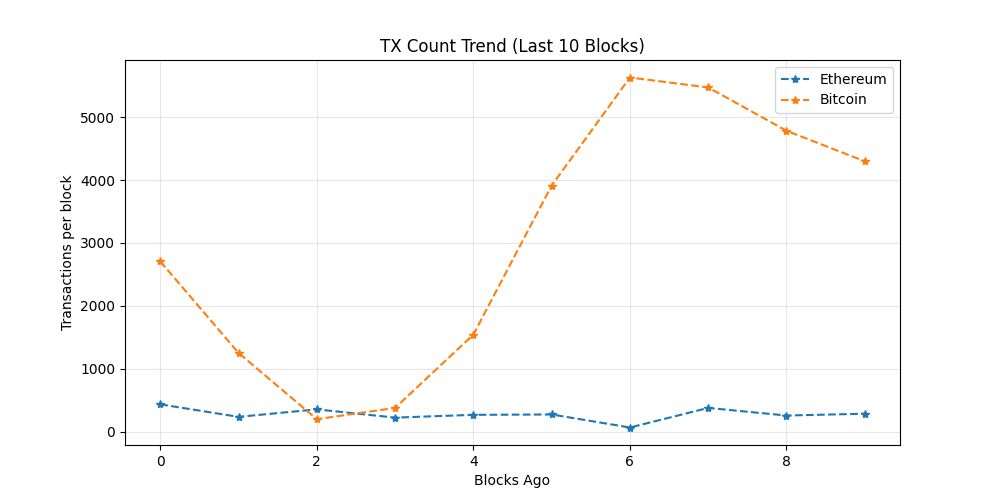 TX Count Trend (Last 10 Blocks)
Ethereum
Bitcoin
Transactions per block
5000
4000
3000
2000
1000
0
0 2 4 6 8
Blocks Ago